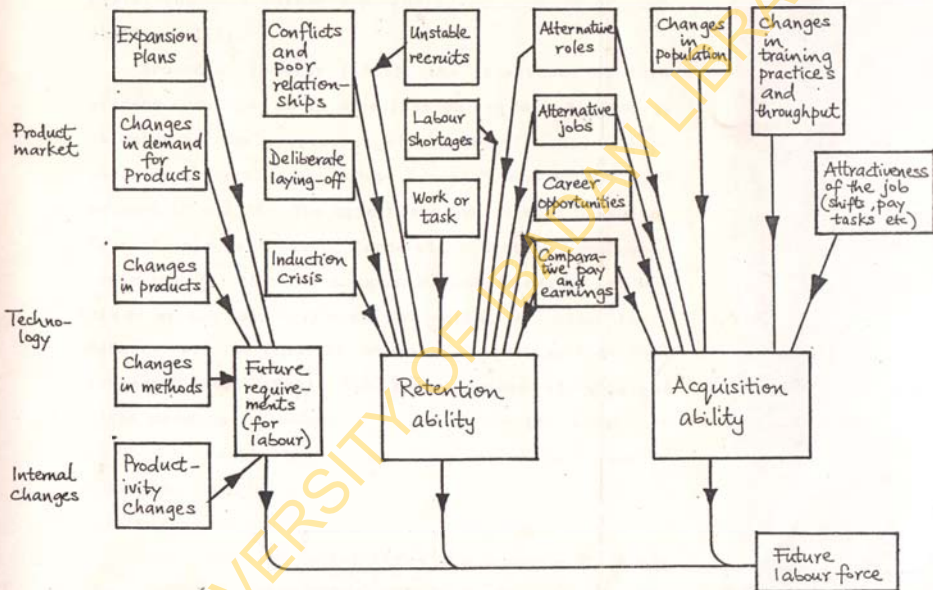 Expansion
plans
Conflicts
and
poor
relation-
ships
Unstable
recruits
Alternative
roles
Changes
in
population
Changes
in
training
practices
and
throughput
Product
market
Changes
in demand
for
Products
Deliberate
laying-off
Labour
Shortages
Alternative
jobs
Attractiveness
of the job
(shifts, pay
tasks etc)
Work or
task
Career
opportunities
Changes
in products
Induction
Crisis
Compara-
tive pay
and
earnings
Techno-
logy
Changes
in methods
Future
require-
ments
(for
labour)
Retention
ability
Acquisition
ability
Internal
Changes
Product-
ivity
changes
Future
labour force
VERSITY OF IBADAN LIBRA